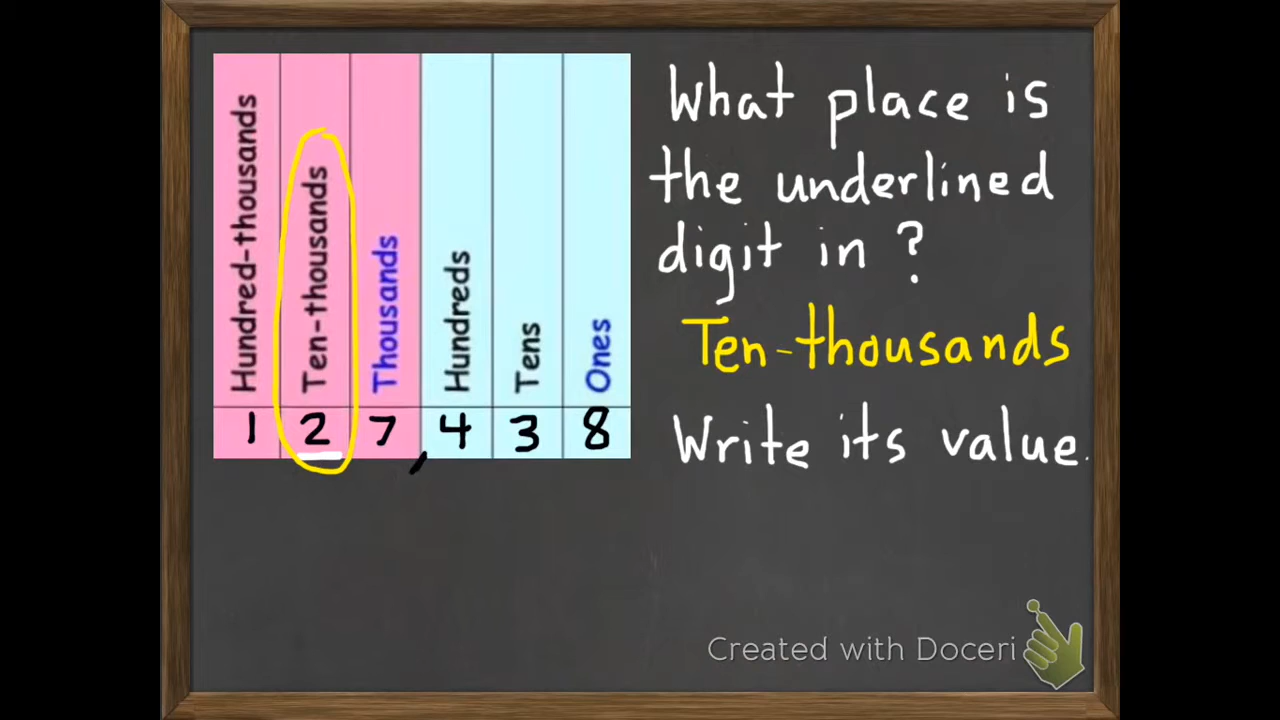 Hundred-thousands
Ten-thousands
Thousands
Hundreds
Tens
Ones
1 2 7, 4 3 8
What place is
the underlined
digit in ?
Ten-thousands
Write its value.
Created with Doceri